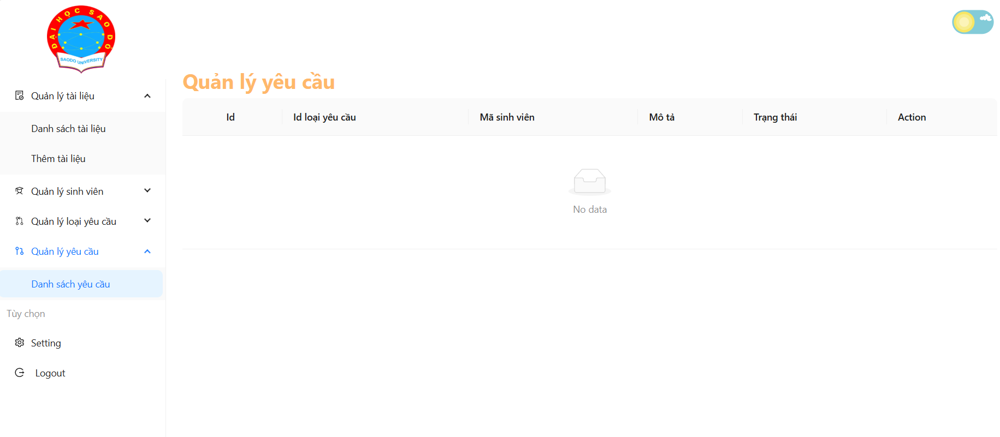 ĐẠI HỌC SAO ĐỎ
SAODO UNIVERSITY
Quản lý tài liệu
Danh sách tài liệu
Thêm tài liệu
Quản lý sinh viên
Quản lý loại yêu cầu
Quản lý yêu cầu
Danh sách yêu cầu
Tùy chọn
Setting
Logout
Quản lý yêu cầu
Id Id loại yêu cầu Mã sinh viên Mô tả Trạng thái Action
No data